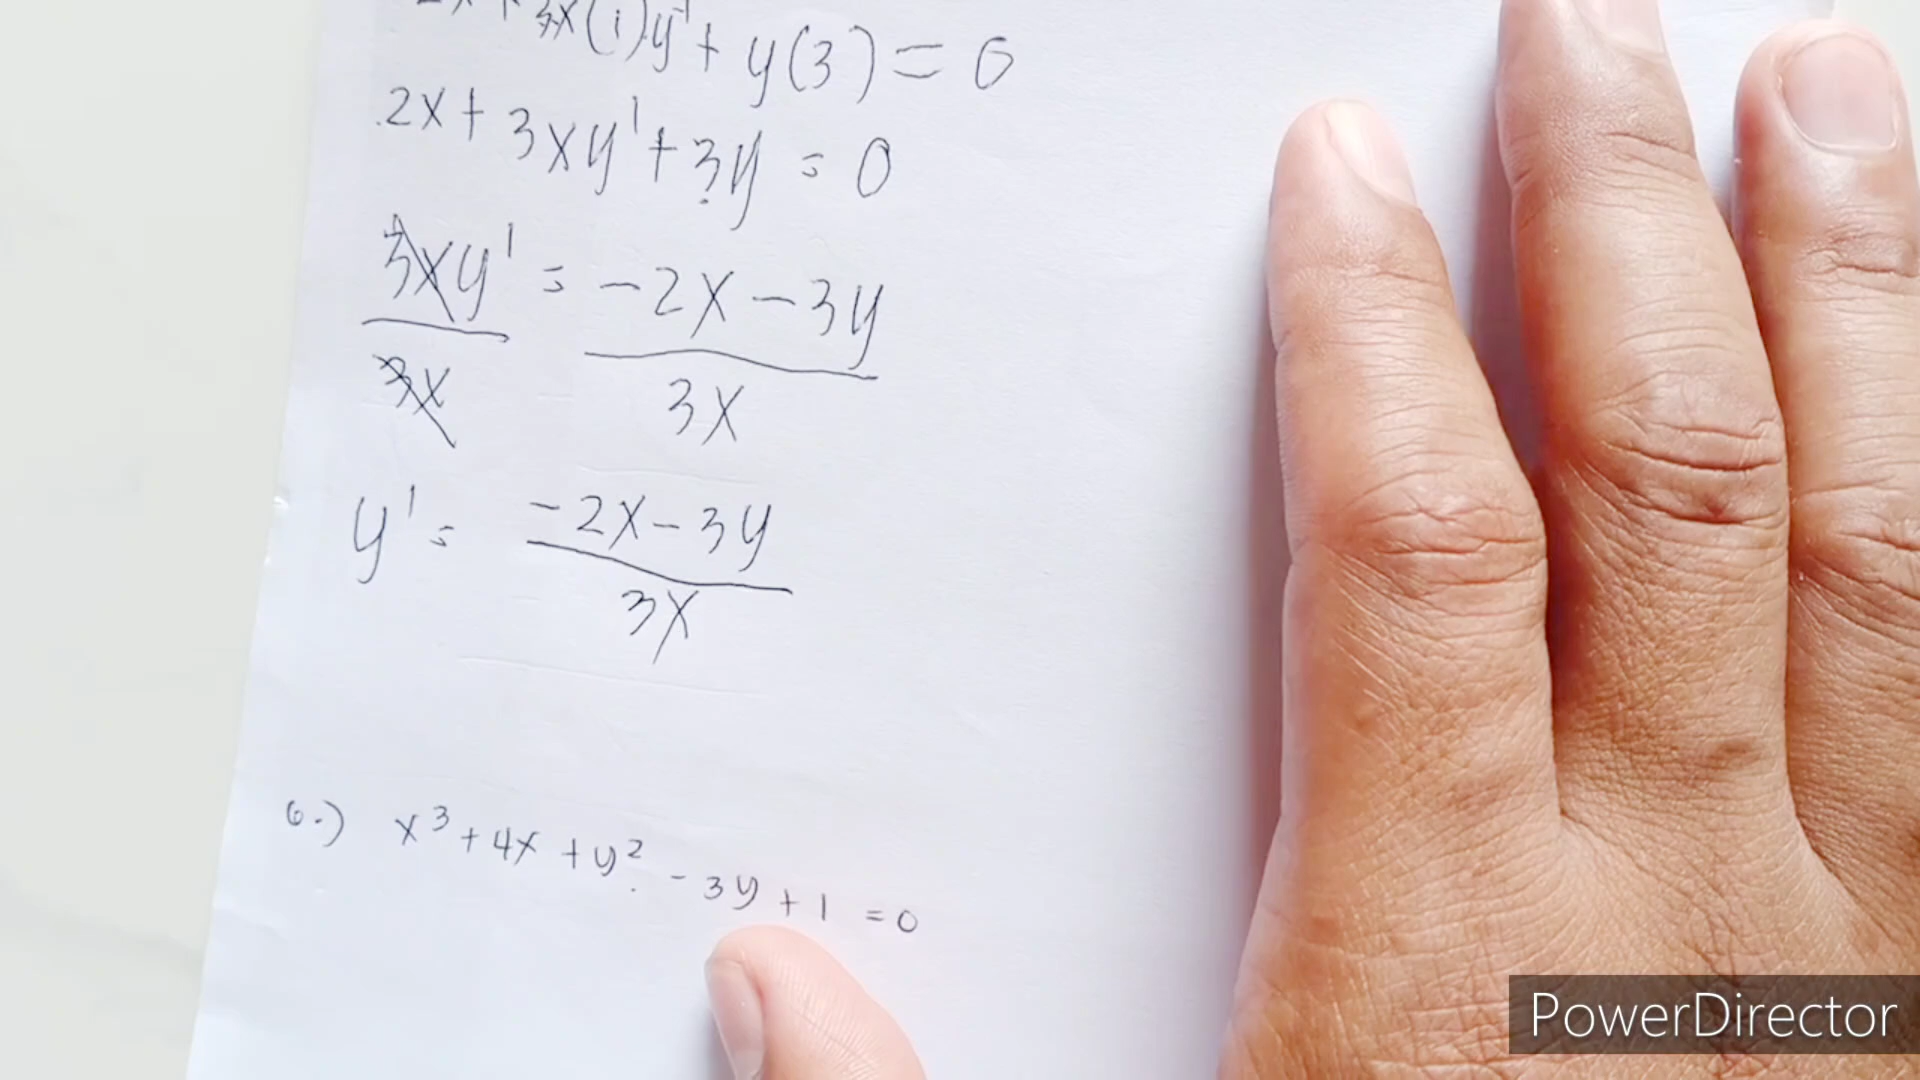 2x + 3x(1)y' + y(3) = 0
2x + 3xy' + 3y = 0
3xy' = -2x - 3y
3x 3x
y' = -2x - 3y
3x
6.) x³ + 4x + y² - 3y + 1 = 0
PowerDirector